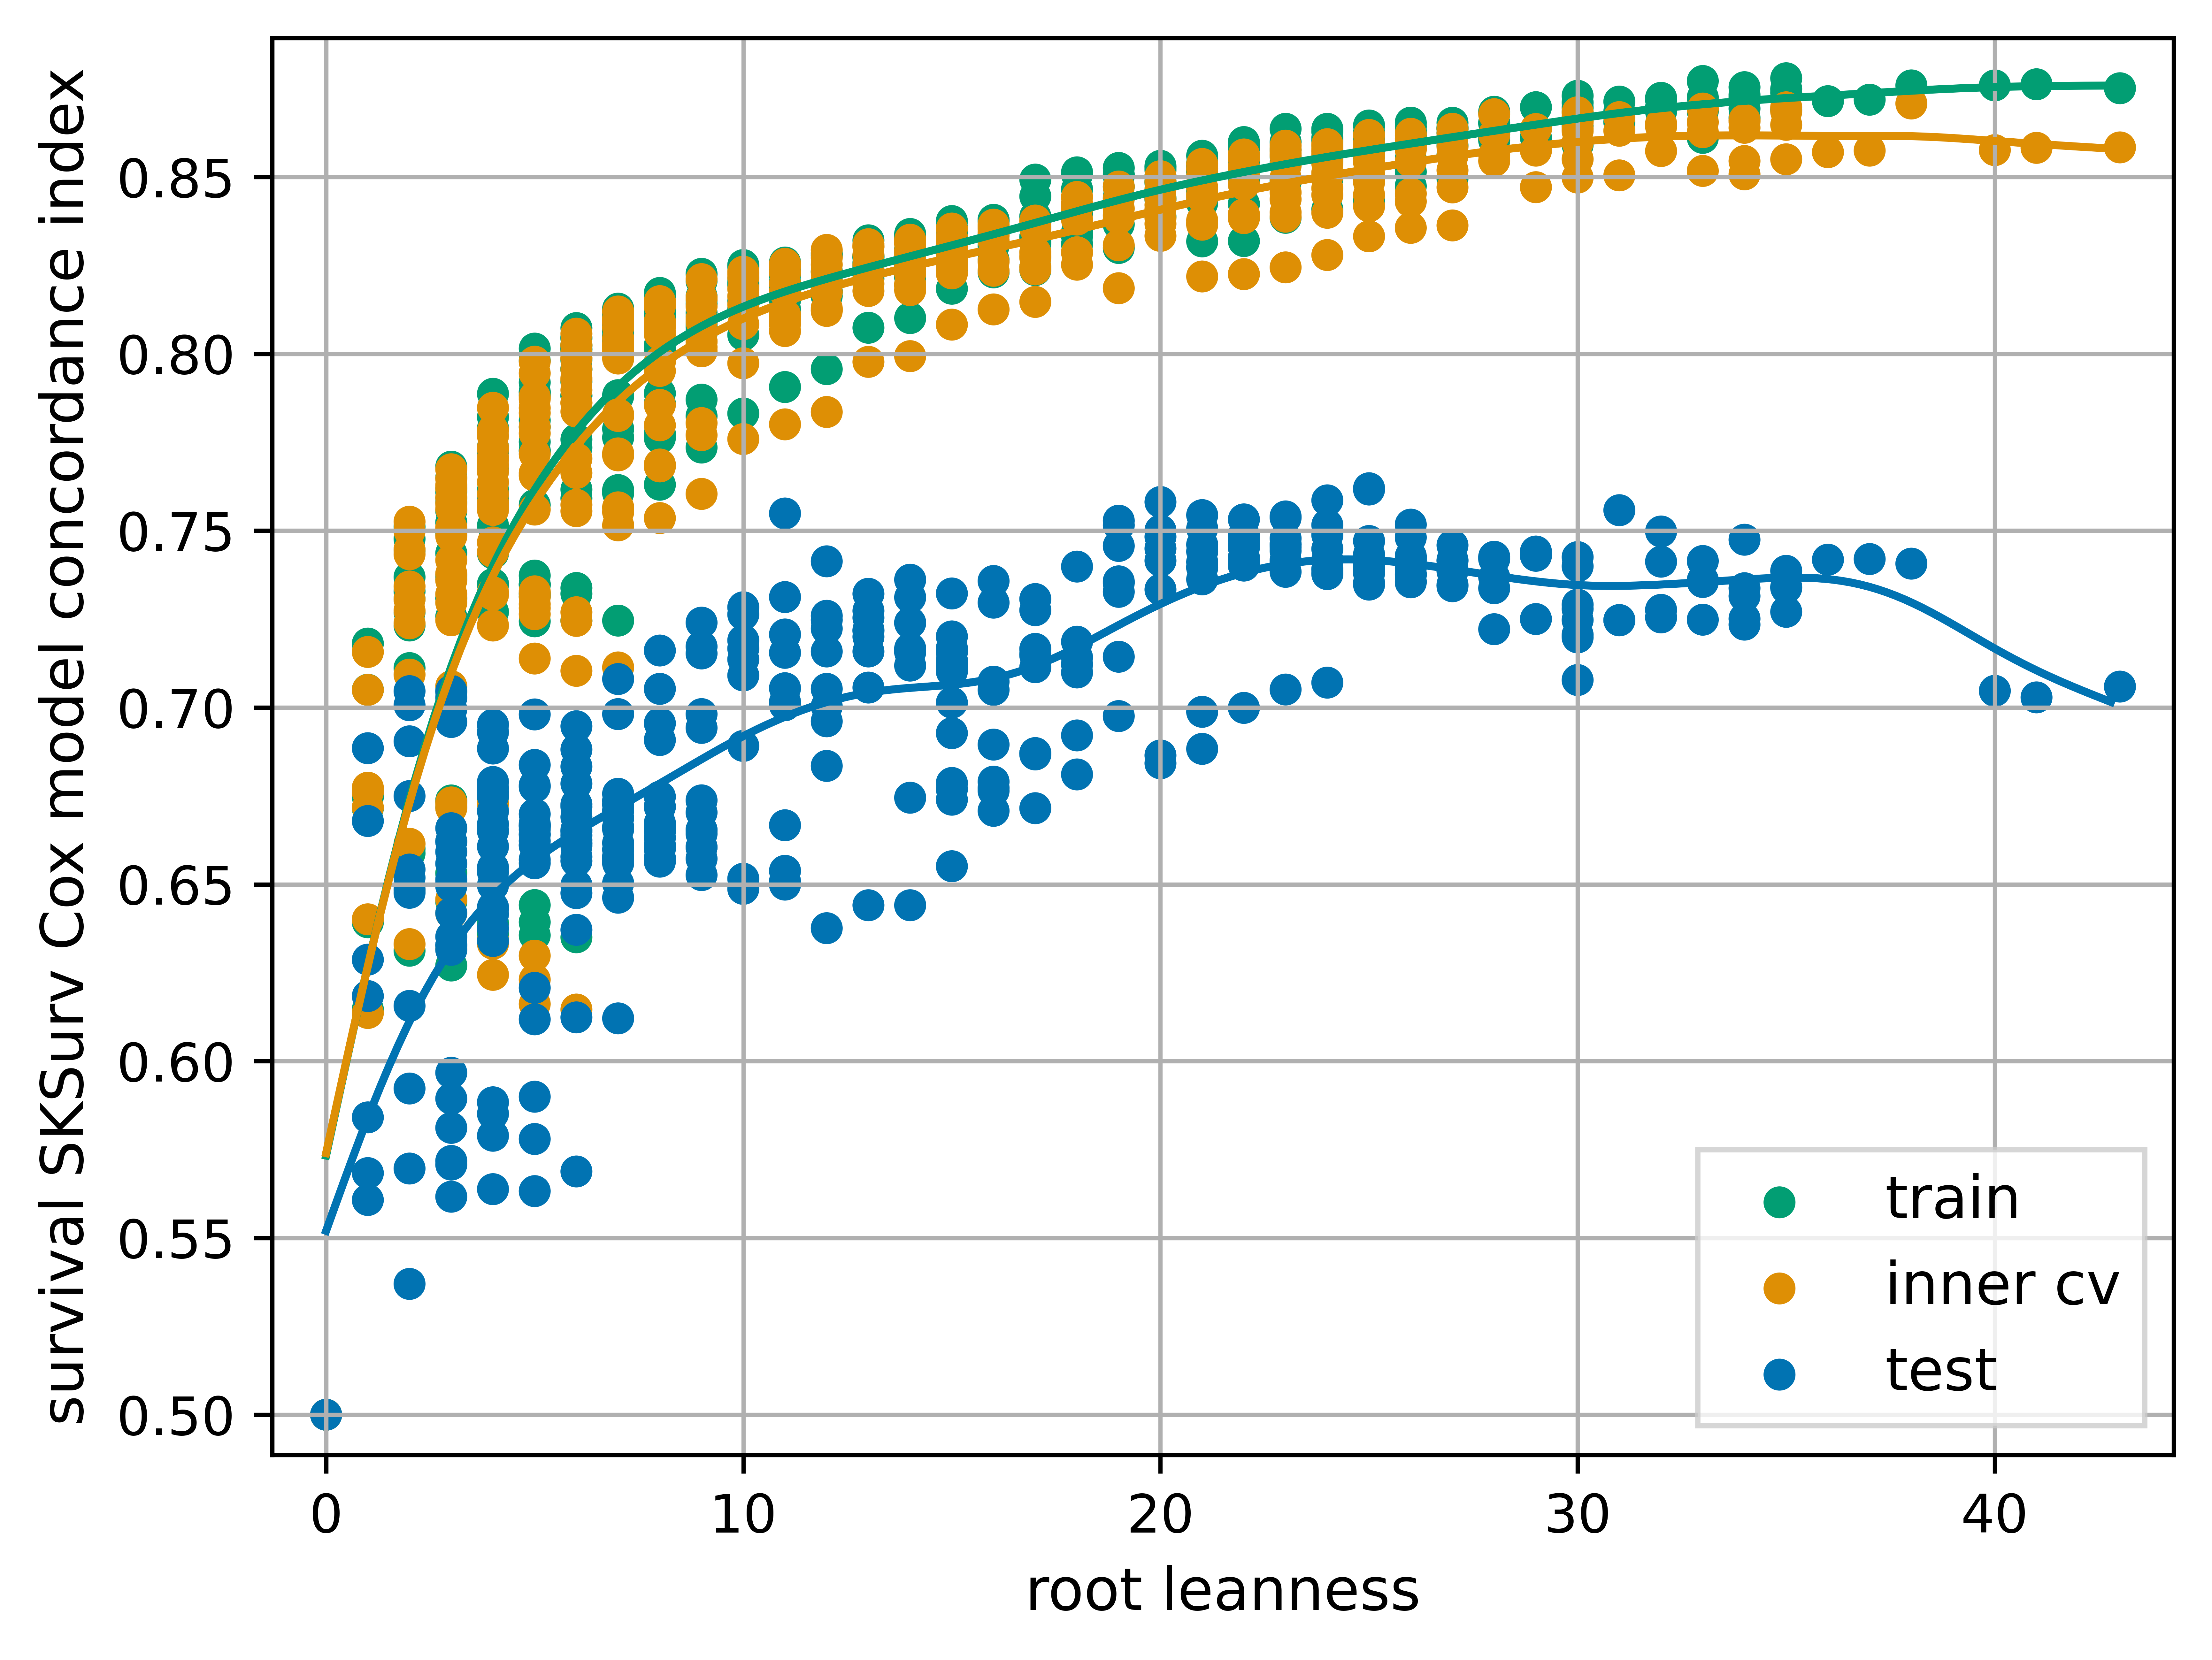 survival SKSurv Cox model concordance index
0.85
0.80
0.75
0.70
0.65
0.60
0.55
0.50
train
inner cv
test
0 10 20 30 40
root leanness